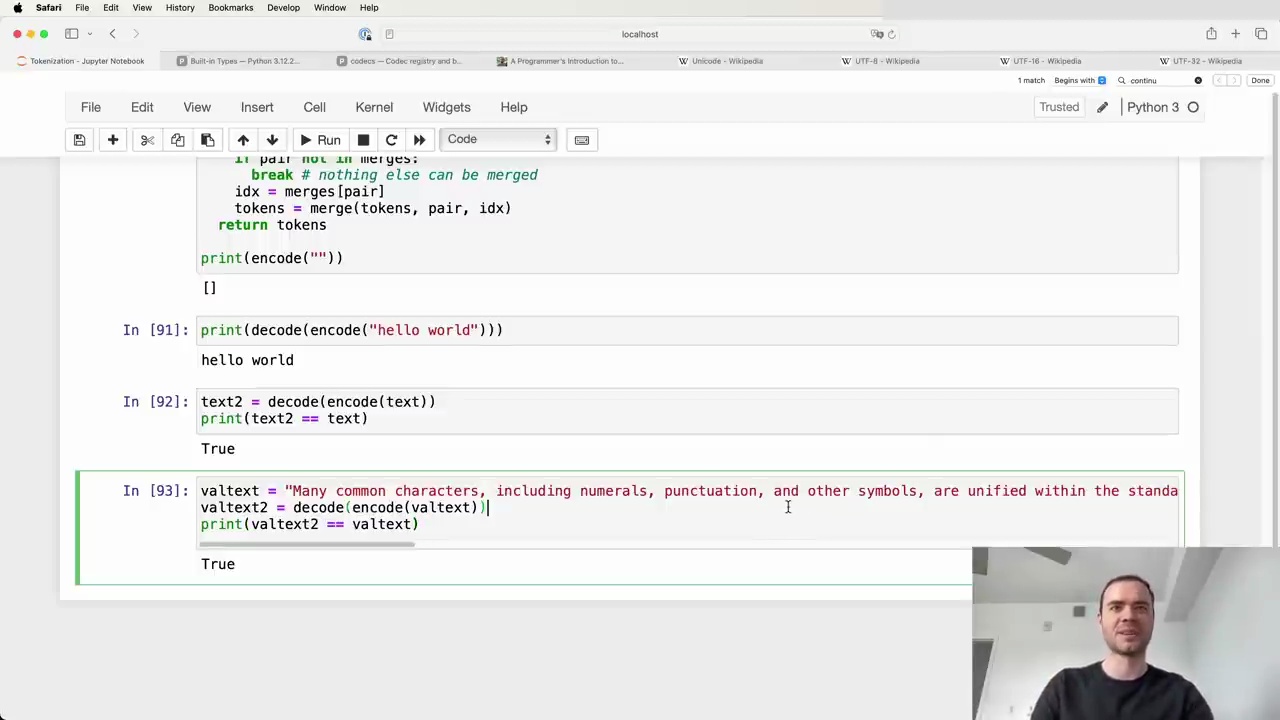 Safari File Edit View History Bookmarks Develop Window Help
localhost
Tokenization - Jupyter Notebook
Built-in Types — Python 3.12.2...
codecs — Codec registry and b...
A Programmer's Introduction to...
Unicode - Wikipedia
UTF-8 - Wikipedia
UTF-16 - Wikipedia
UTF-32 - Wikipedia
1 match Begins with continu Done
File Edit View Insert Cell Kernel Widgets Help
Trusted Python 3
Run Code
if pair not in merges:
break # nothing else can be merged
idx = merges[pair]
tokens = merge(tokens, pair, idx)
return tokens
print(encode(""))
[]
In [91]: print(decode(encode("hello world")))
hello world
In [92]: text2 = decode(encode(text))
print(text2 == text)
True
In [93]: valtext = "Many common characters, including numerals, punctuation, and other symbols, are unified within the standa
valtext2 = decode(encode(valtext))
print(valtext2 == valtext)
True